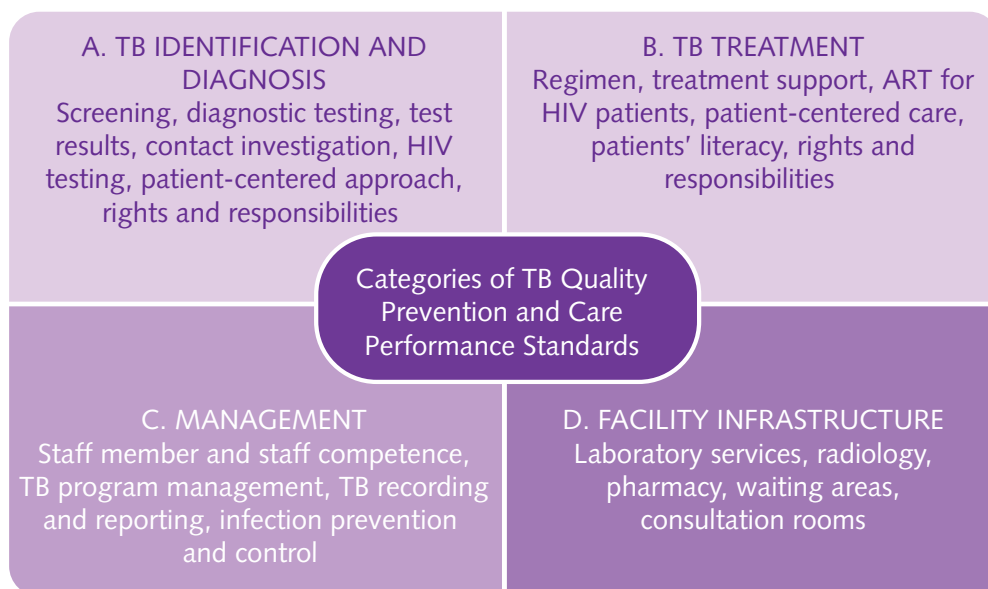 A. TB IDENTIFICATION AND
DIAGNOSIS
Screening, diagnostic testing, test
results, contact investigation, HIV
testing, patient-centered approach,
rights and responsibilities
B. TB TREATMENT
Regimen, treatment support, ART for
HIV patients, patient-centered care,
patients’ literacy, rights and
responsibilities
Categories of TB Quality
Prevention and Care
Performance Standards
C. MANAGEMENT
Staff member and staff competence,
TB program management, TB recording
and reporting, infection prevention
and control
D. FACILITY INFRASTRUCTURE
Laboratory services, radiology,
pharmacy, waiting areas,
consultation rooms